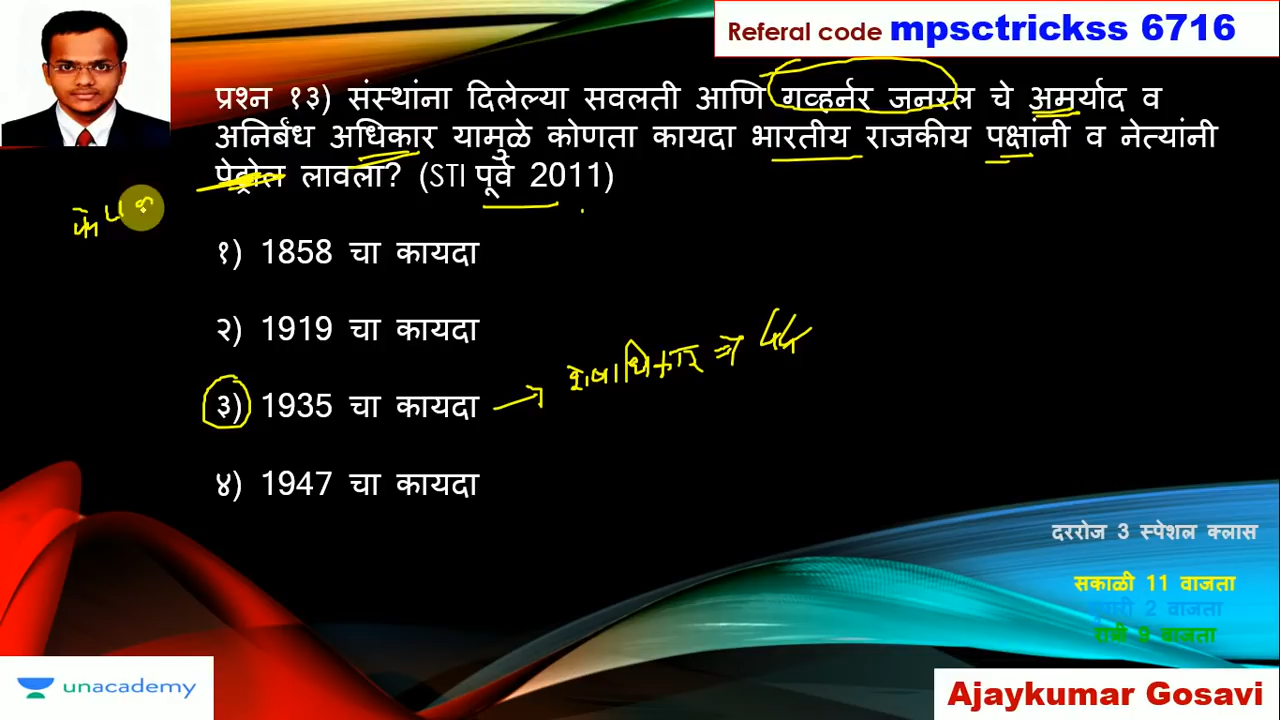 Referal code mpsctrickss 6716
प्रश्न १३) संस्थांना दिलेल्या सवलती आणि गव्हर्नर जनरल चे अमर्याद व
अनिर्बंध अधिकार यामुळे कोणता कायदा भारतीय राजकीय पक्षांनी व नेत्यांनी
पेट्रोल लावला? (STI पूर्व 2011)
१) 1858 चा कायदा
२) 1919 चा कायदा
३) 1935 चा कायदा
४) 1947 चा कायदा
दररोज 3 स्पेशल क्लास
सकाळी 11 वाजता
दुपारी 2 वाजता
रात्री 9 वाजता
unacademy
Ajaykumar Gosavi